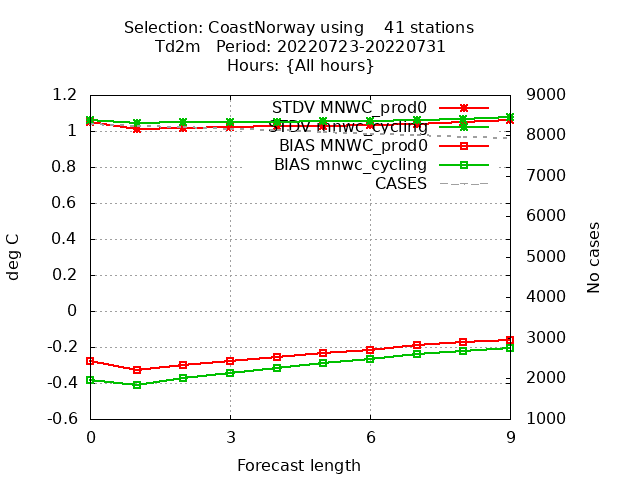 Selection: CoastNorway using    41 stations
Td2m   Period: 20220723-20220731
Hours: {All hours}
1.2
1
0.8
0.6
0.4
0.2
0
-0.2
-0.4
-0.6
deg C
STDV MNWC_prod0
STDV mnwc_cycling
BIAS MNWC_prod0
BIAS mnwc_cycling
CASES
9000
8000
7000
6000
5000
4000
3000
2000
1000
No cases
0 3 6 9
Forecast length